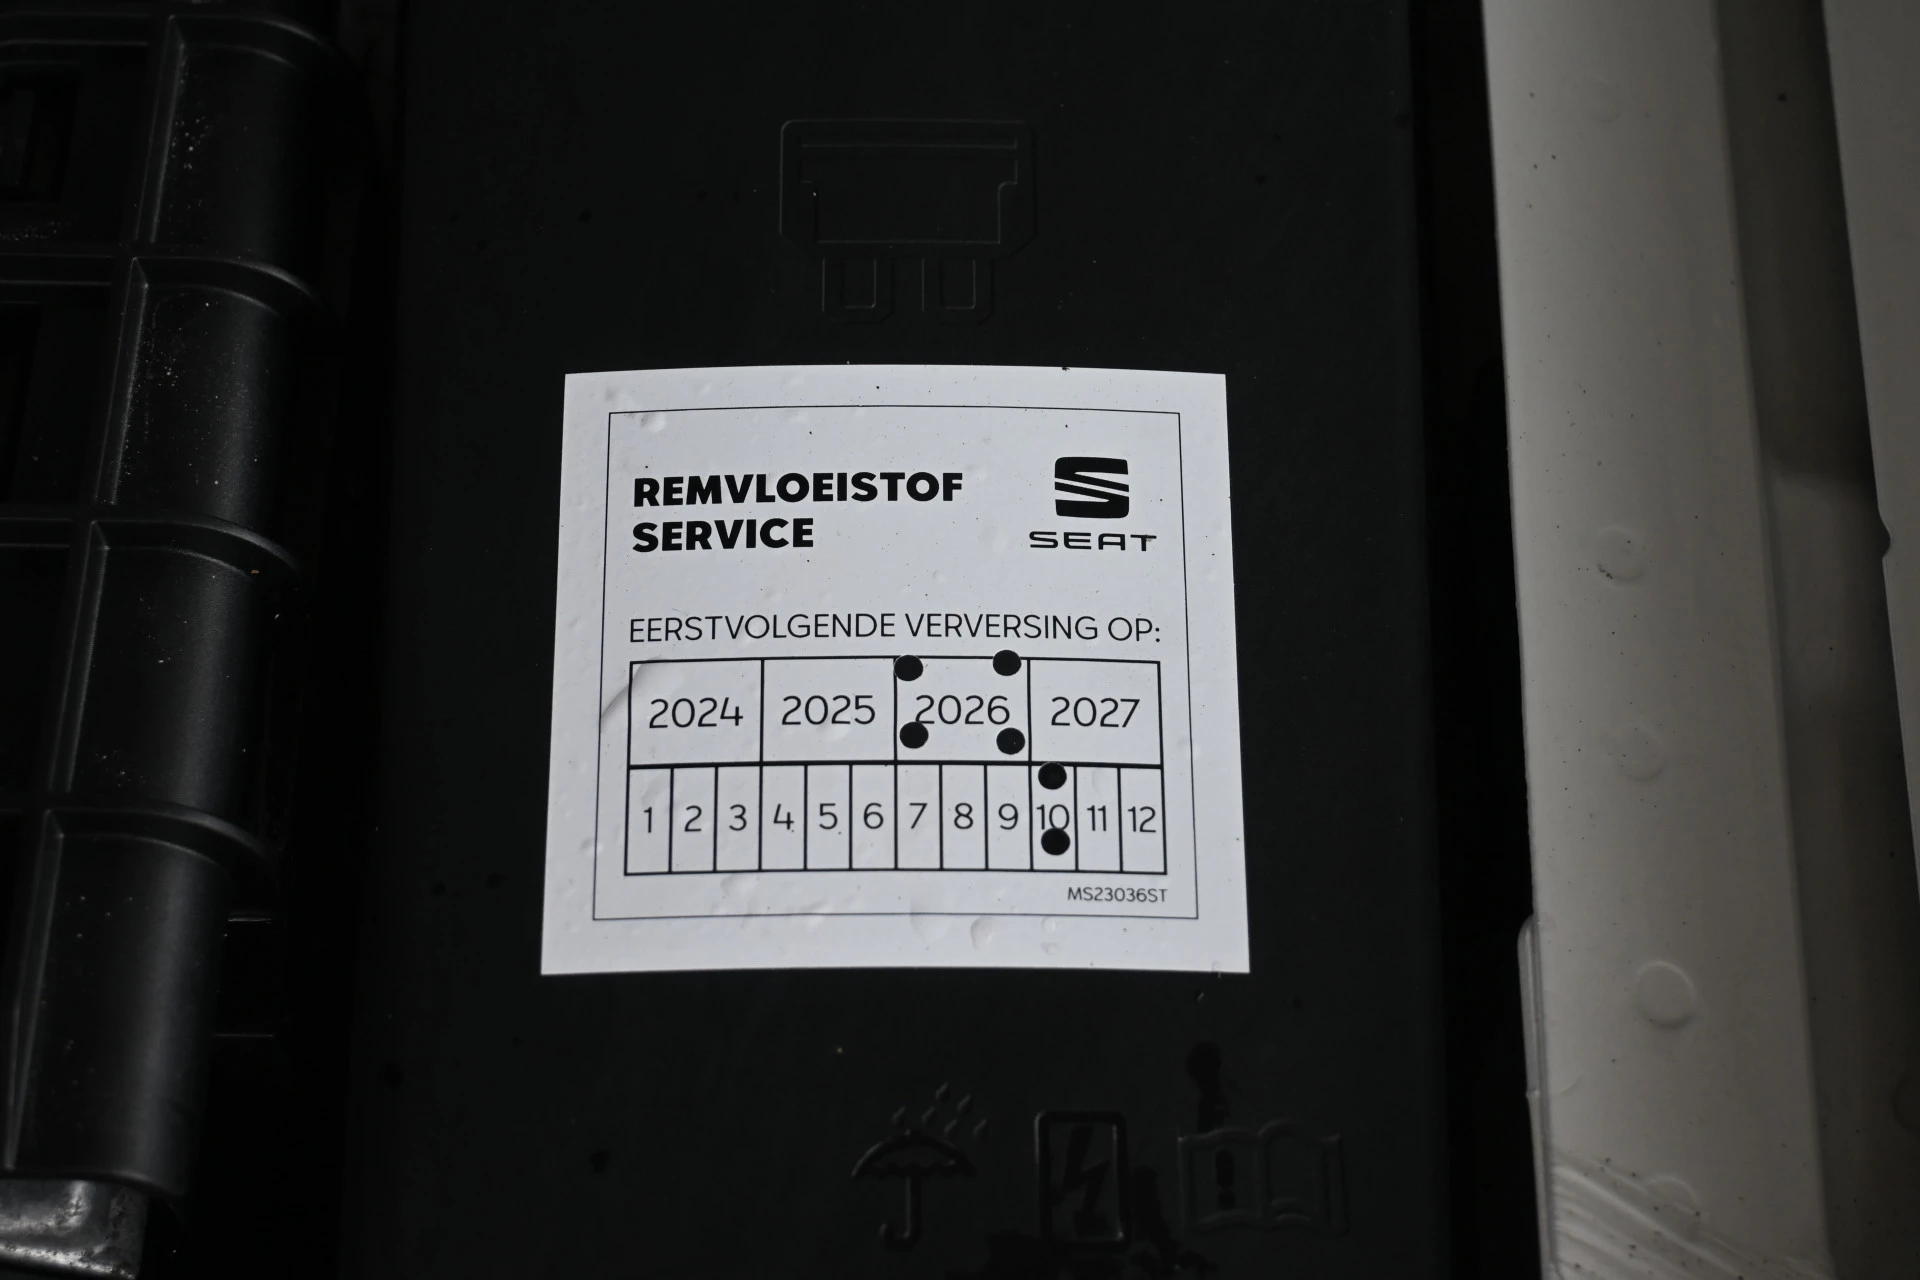 REMVLOEISTOF
SERVICE
SEAT
EERSTVOLGENDE VERVERSING OP:
2024 2025 2026 2027
1 2 3 4 5 6 7 8 9 10 11 12
MS23036ST